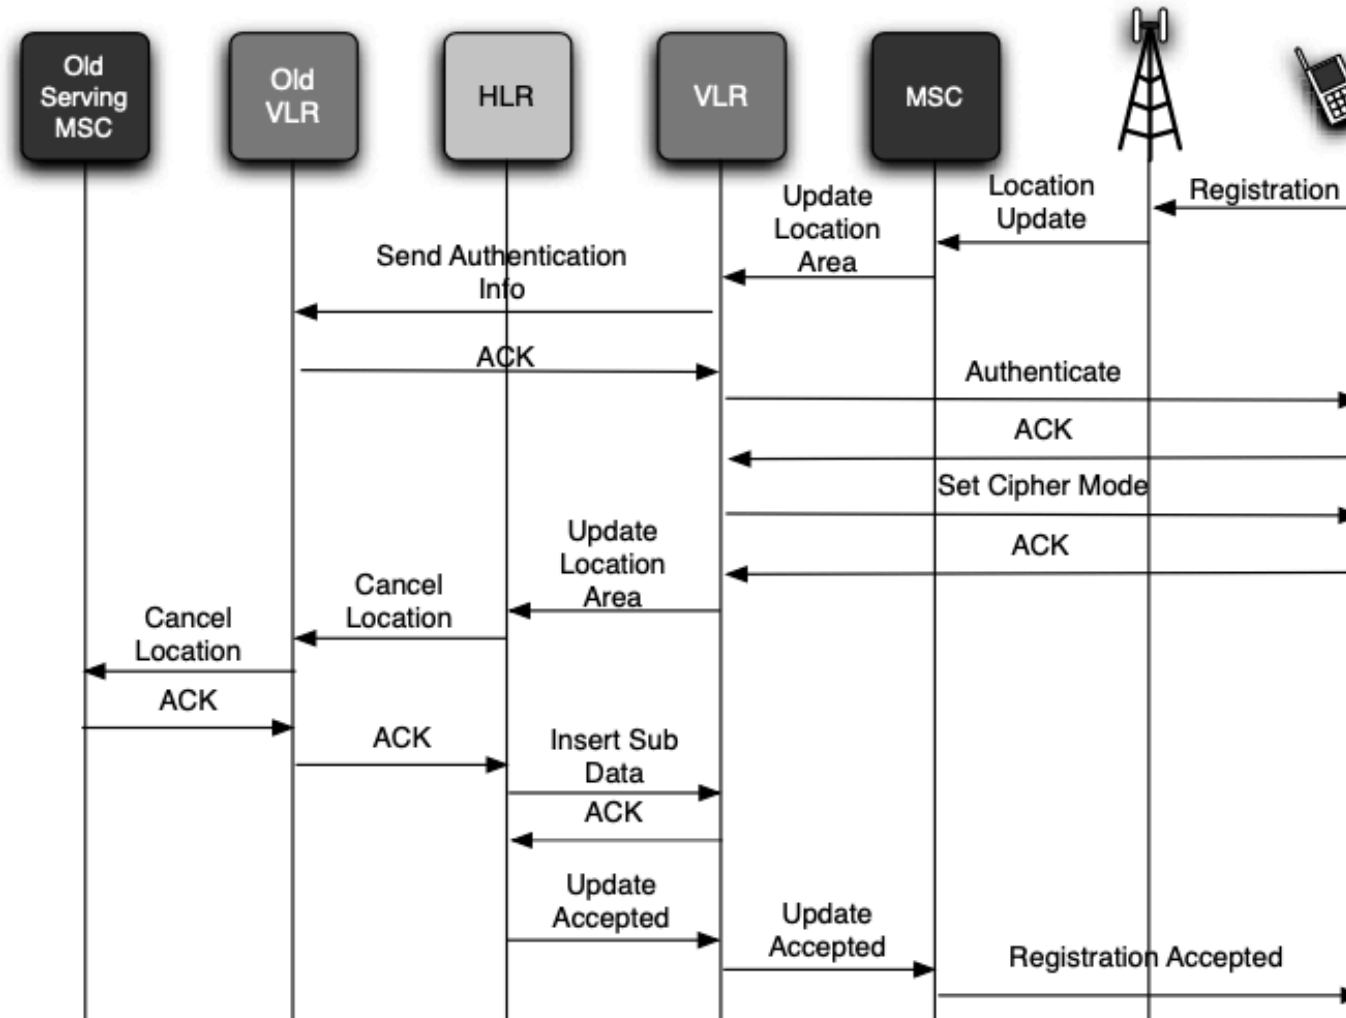 Old
Serving
MSC
Old
VLR
HLR
VLR
MSC
Registration
Location
Update
Update
Location
Area
Send Authentication
Info
ACK
Authenticate
ACK
Set Cipher Mode
ACK
Update
Location
Area
Cancel
Location
Cancel
Location
ACK
ACK
Insert Sub
Data
ACK
Update
Accepted
Update
Accepted
Registration Accepted